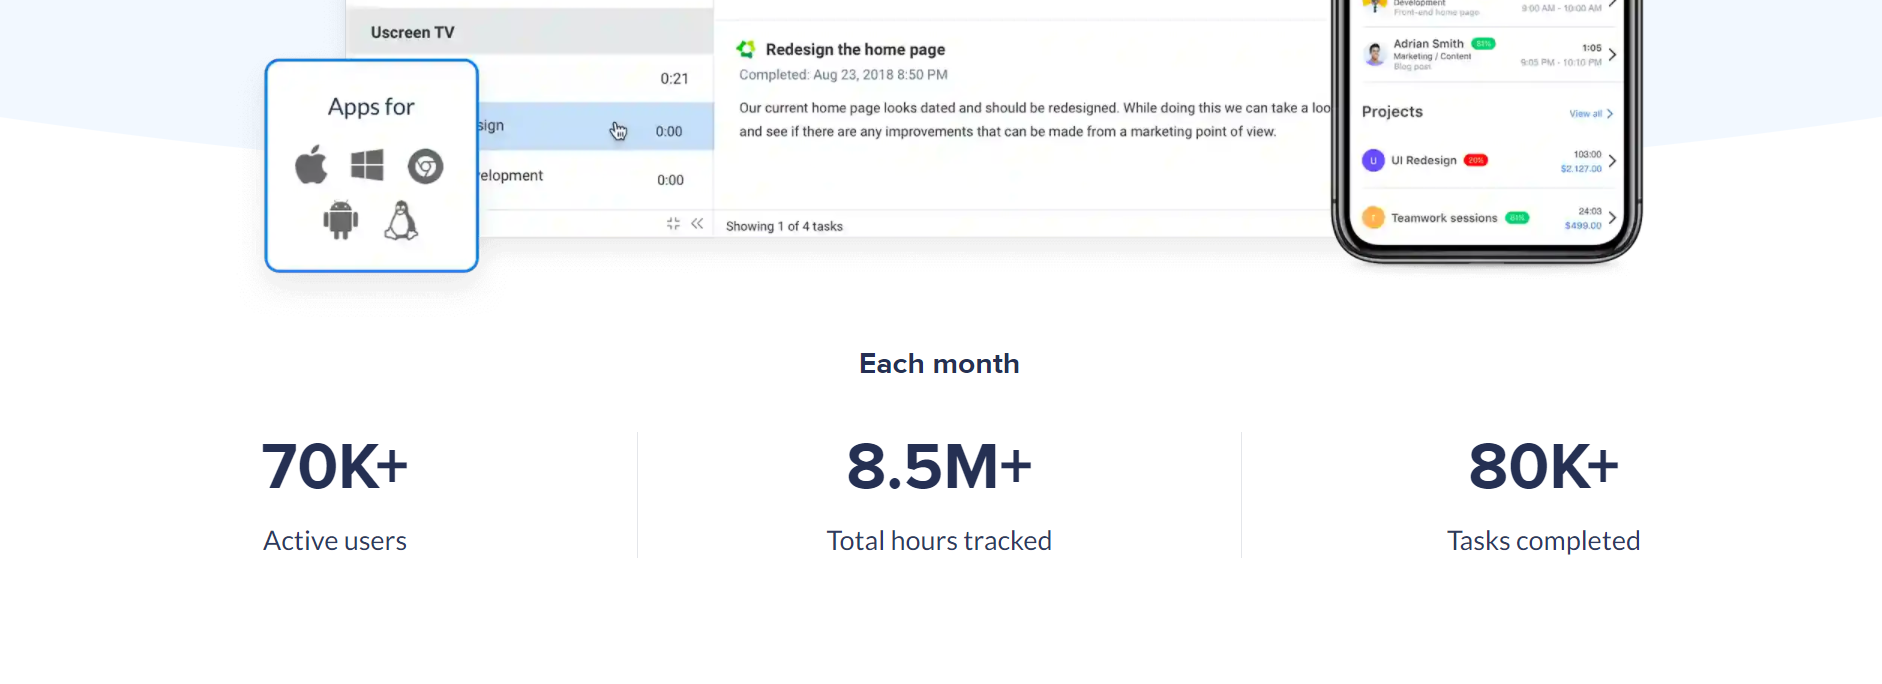 Uscreen TV
0:21
sign
0:00
elopment
0:00
Apps for
Redesign the home page
Completed: Aug 23, 2018 8:50 PM
Our current home page looks dated and should be redesigned. While doing this we can take a loo
and see if there are any improvements that can be made from a marketing point of view.
Showing 1 of 4 tasks
Development
Front-end home page
9:00 AM - 10:00 AM
Adrian Smith 81%
Marketing / Content
Blog post
1:05
9:05 PM - 10:10 PM
Projects
View all
U UI Redesign 20%
103:00
$2.127.00
T Teamwork sessions 81%
24:03
$499.00
Each month
70K+
Active users
8.5M+
Total hours tracked
80K+
Tasks completed